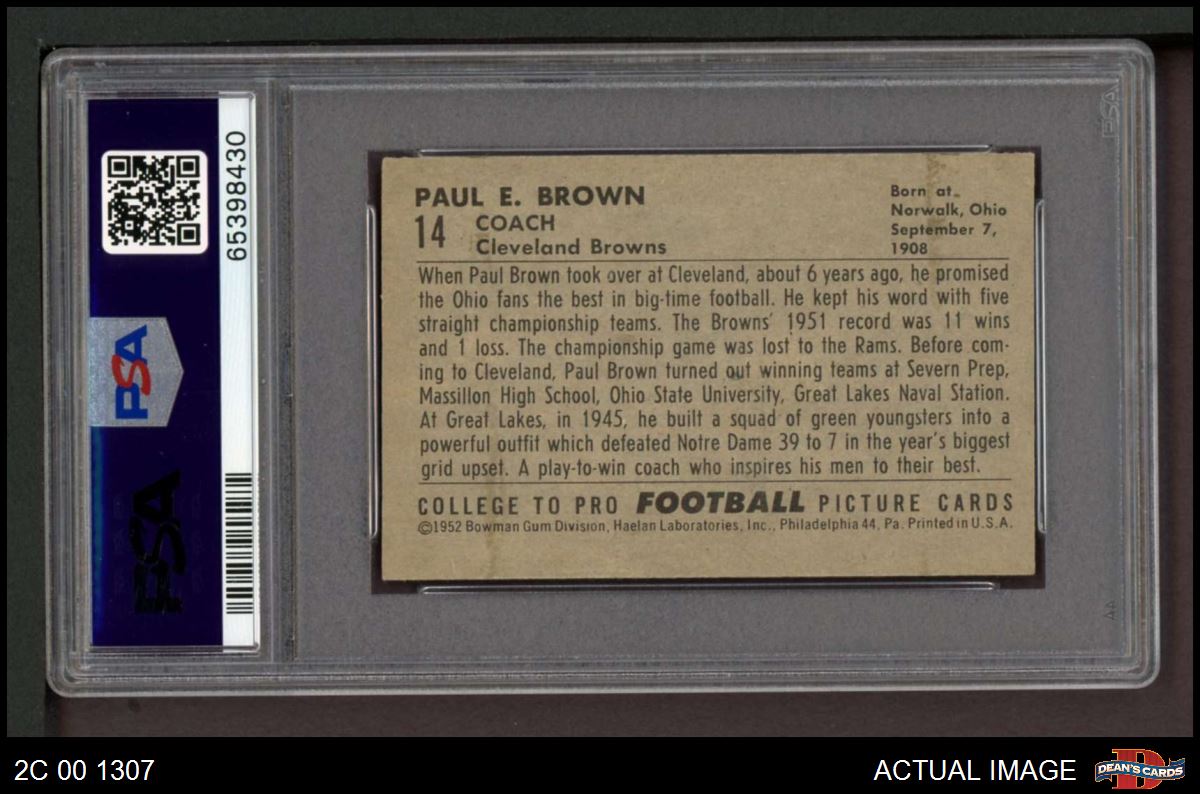 PSA
65398430
PSA
PSA
PAUL E. BROWN
14 COACH
Cleveland Browns
Born at
Norwalk, Ohio
September 7,
1908
When Paul Brown took over at Cleveland, about 6 years ago, he promised
the Ohio fans the best in big-time football. He kept his word with five
straight championship teams. The Browns' 1951 record was 11 wins
and 1 loss. The championship game was lost to the Rams. Before com-
ing to Cleveland, Paul Brown turned out winning teams at Severn Prep,
Massillon High School, Ohio State University, Great Lakes Naval Station.
At Great Lakes, in 1945, he built a squad of green youngsters into a
powerful outfit which defeated Notre Dame 39 to 7 in the year's biggest
grid upset. A play-to-win coach who inspires his men to their best.
COLLEGE TO PRO FOOTBALL PICTURE CARDS
©1952 Bowman Gum Division, Haelan Laboratories, Inc., Philadelphia 44, Pa. Printed in U.S.A.
2C 00 1307
ACTUAL IMAGE
D
DEAN'S CARDS